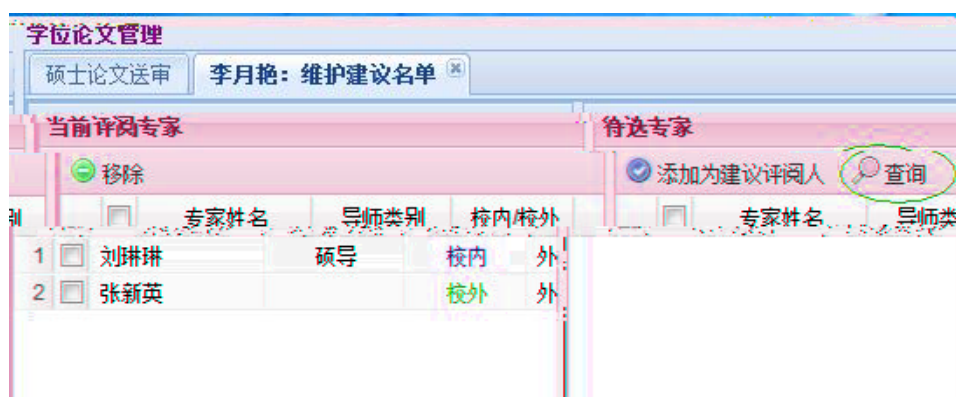 学位论文管理
硕士论文送审 李月艳：维护建议名单
当前评阅专家 待选专家
移除 添加为建议评阅人 查询
专家姓名 导师类别 校内/校外 专家姓名 导师类
1 刘琳琳 硕导 校内 外
2 张新英 校外 外